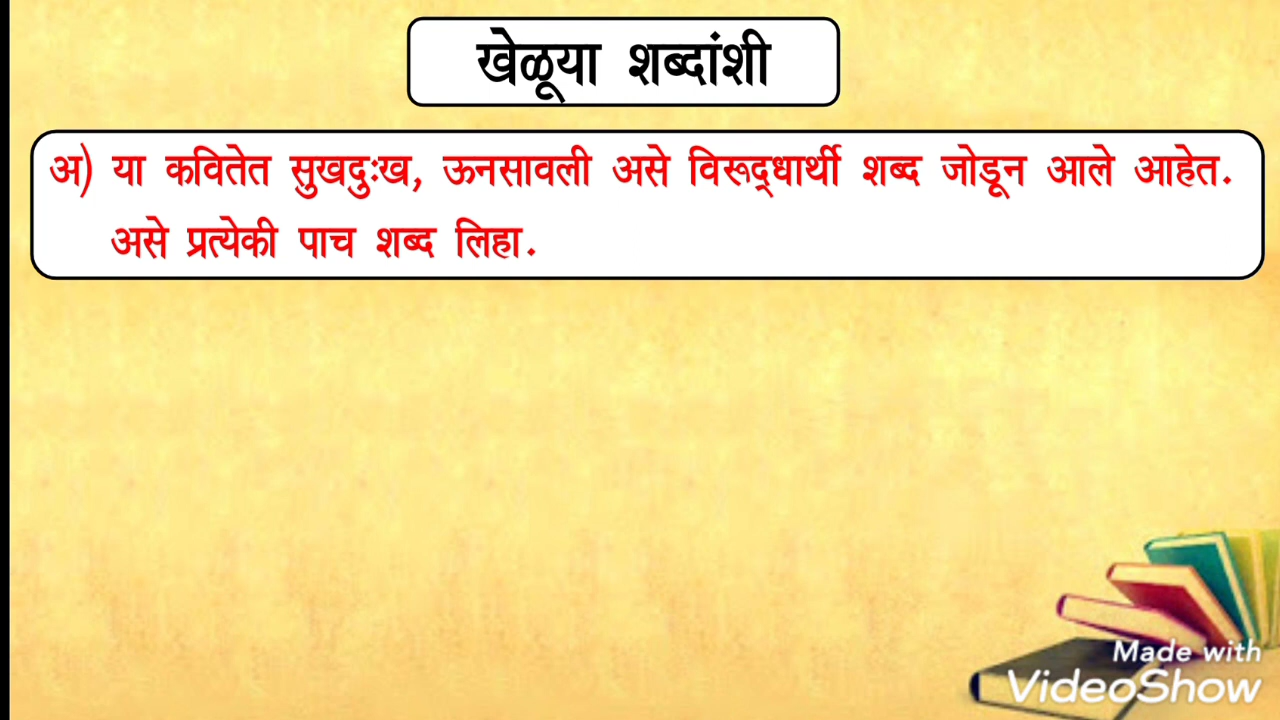 खेळूया शब्दांशी
अ) या कवितेत सुखदुःख, ऊनसावली असे विरूद्‌धार्थी शब्द जोडून आले आहेत.
असे प्रत्येकी पाच शब्द लिहा.
Made with
VideoShow